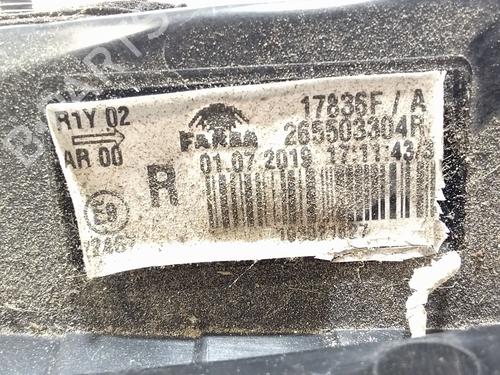 R1Y 02
17836F / A
FARBA
265503304R
AR 00
01.07.2019 17:11:43
R
E9